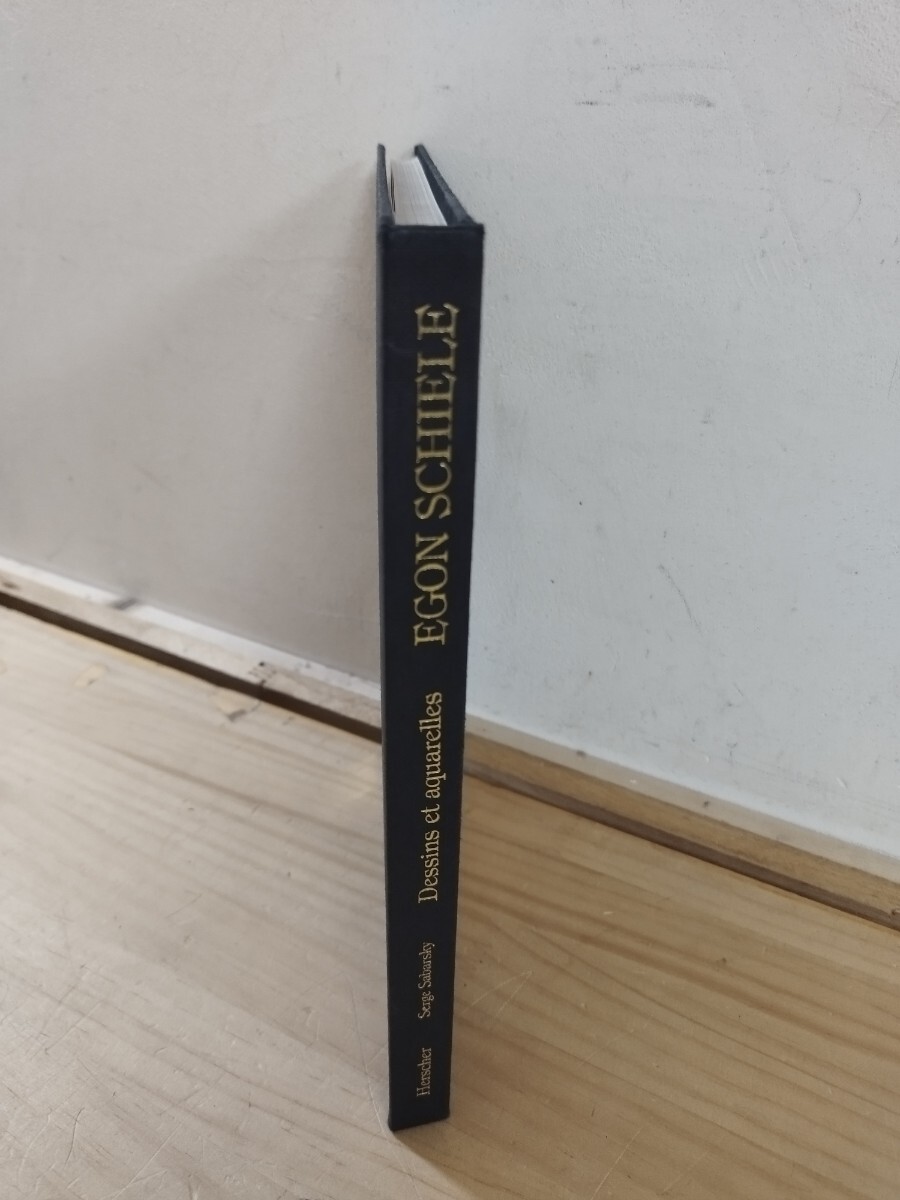 Herscher Serge Sabarsky Dessins et aquarelles EGON SCHIELE